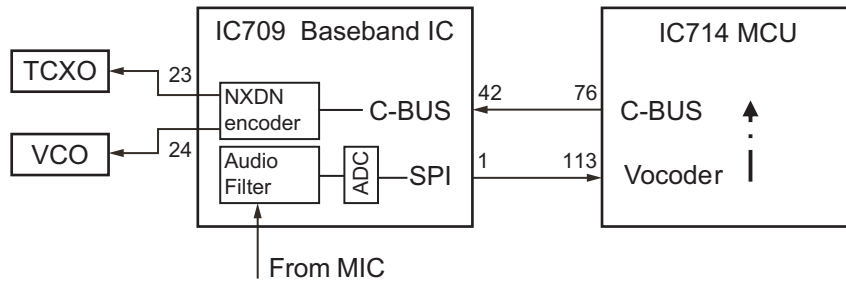 IC709 Baseband IC
IC714 MCU
TCXO
23
NXDN
encoder
C-BUS
42
76
C-BUS
VCO
24
Audio
Filter
ADC
SPI
1
113
Vocoder
From MIC